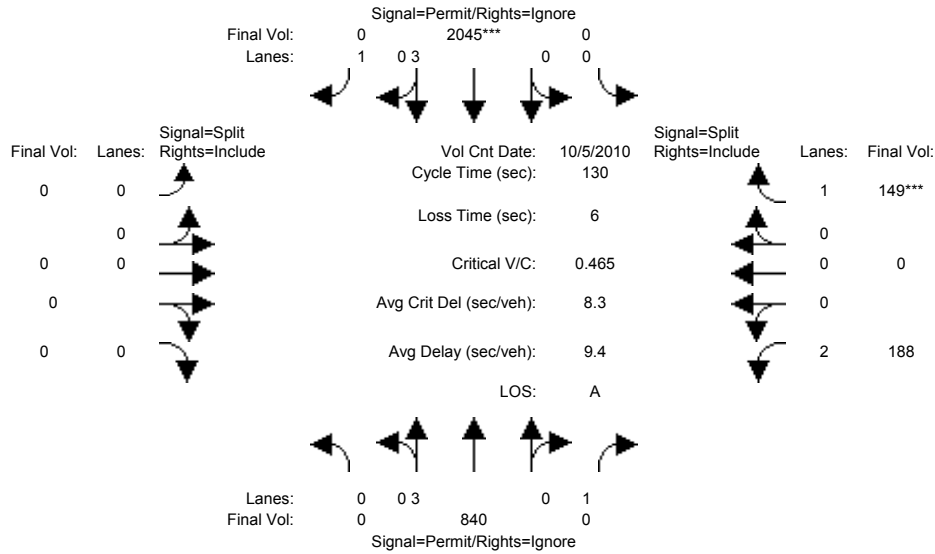 Signal=Permit/Rights=Ignore
Final Vol: 0 2045*** 0
Lanes: 1 0 3 0 0
Signal=Split
Final Vol: Lanes: Rights=Include
Vol Cnt Date: 10/5/2010
Signal=Split
Rights=Include Lanes: Final Vol:
Cycle Time (sec): 130
0 0
1 149***
Loss Time (sec): 6
0
0
0 0
Critical V/C: 0.465
0 0
0
Avg Crit Del (sec/veh): 8.3
0
0 0
Avg Delay (sec/veh): 9.4
2 188
LOS: A
Lanes: 0 0 3 0 1
Final Vol: 0 840 0
Signal=Permit/Rights=Ignore